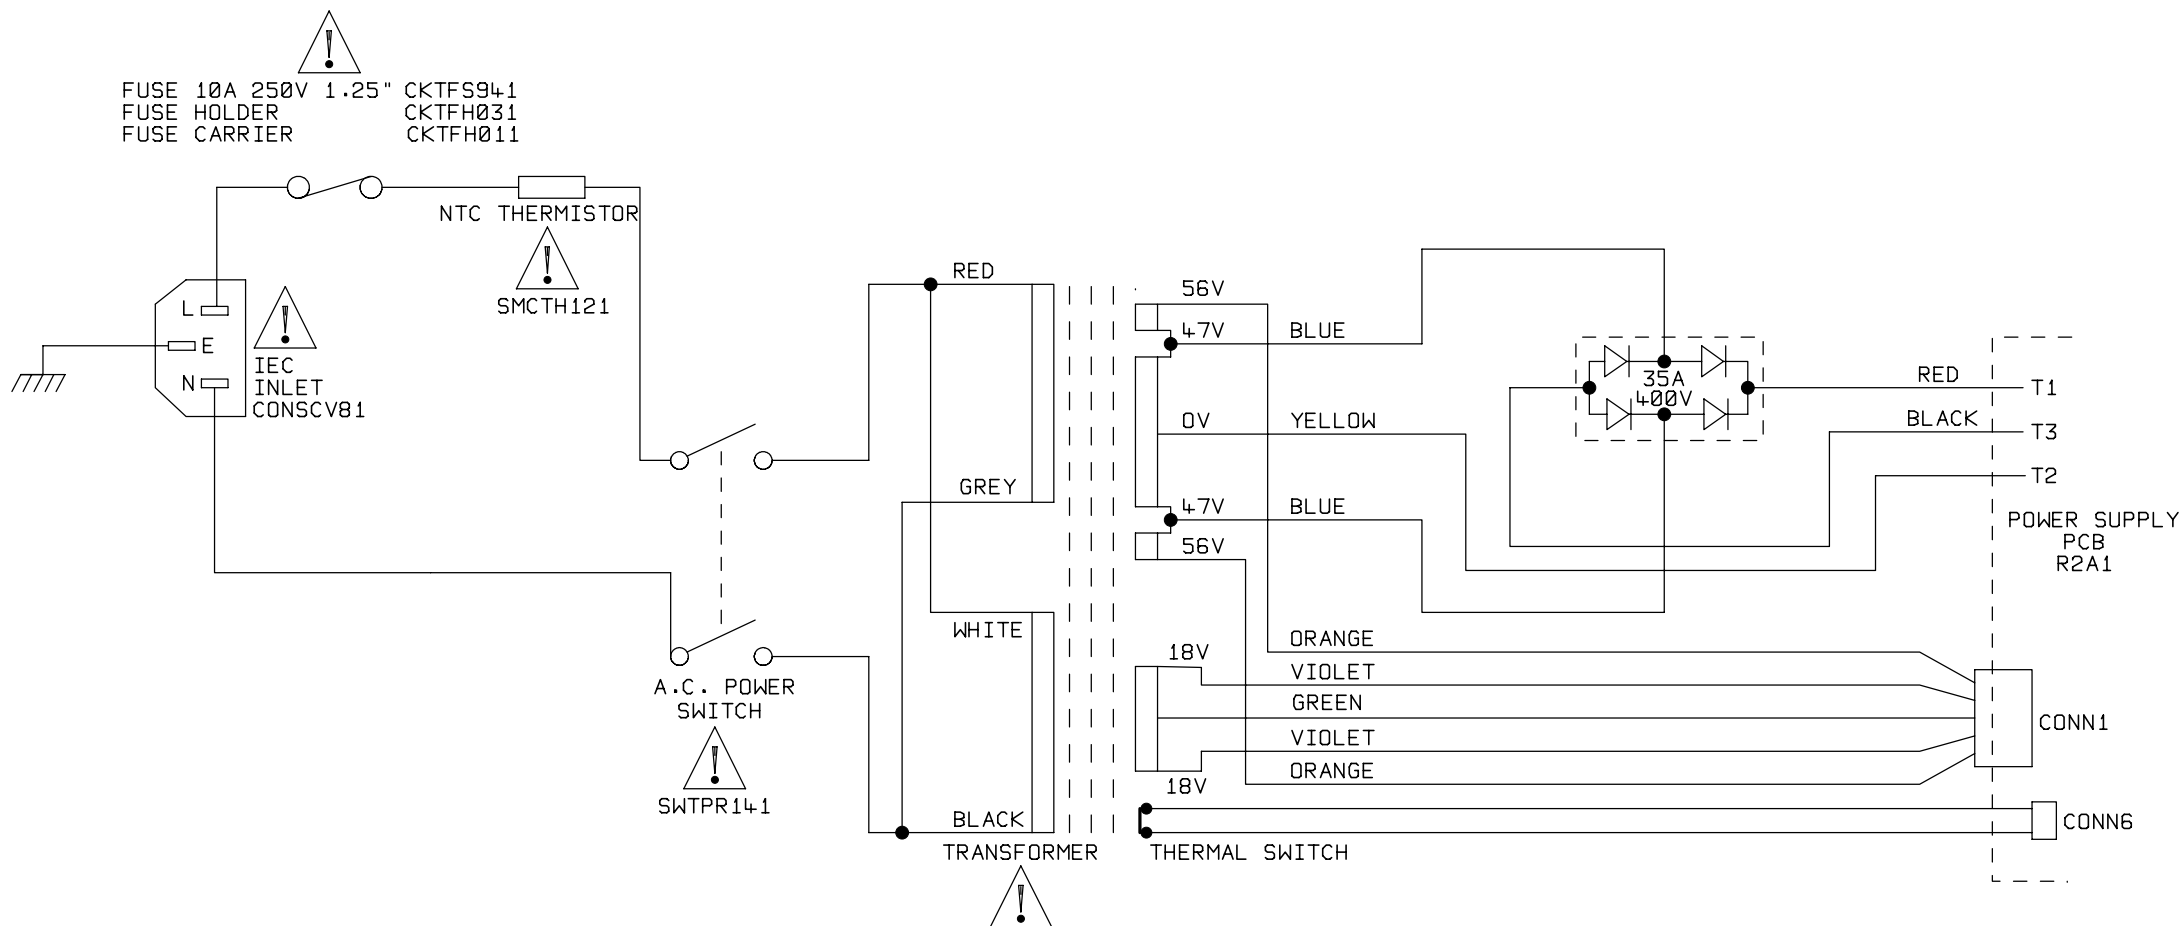 FUSE 10A 250V 1.25" CKTFS941
FUSE HOLDER CKTFH031
FUSE CARRIER CKTFH011
NTC THERMISTOR
SMCTH121
L
E
N
IEC
INLET
CONSCV81
A.C. POWER
SWITCH
SWTPR141
RED
GREY
WHITE
BLACK
TRANSFORMER
56V
47V
BLUE
0V
YELLOW
47V
BLUE
56V
35A
400V
RED
T1
BLACK
T3
T2
POWER SUPPLY
PCB
R2A1
ORANGE
18V
VIOLET
GREEN
VIOLET
ORANGE
18V
CONN1
CONN6
THERMAL SWITCH